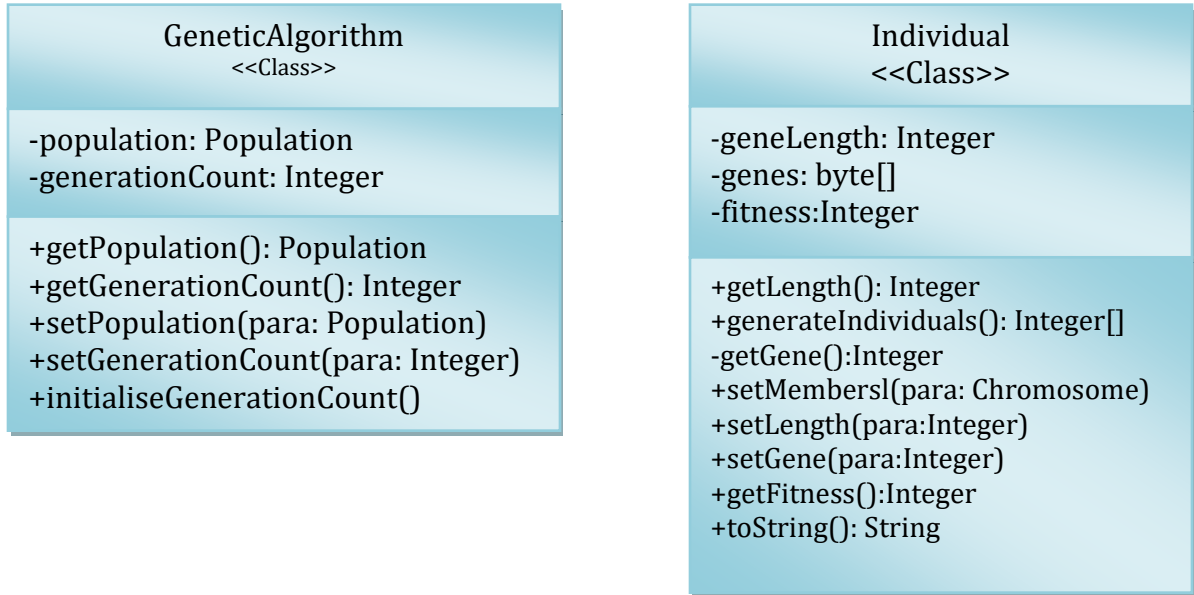 GeneticAlgorithm
<<Class>>
-population: Population
-generationCount: Integer
+getPopulation(): Population
+getGenerationCount(): Integer
+setPopulation(para: Population)
+setGenerationCount(para: Integer)
+initialiseGenerationCount()
Individual
<<Class>>
-geneLength: Integer
-genes: byte[]
-fitness:Integer
+getLength(): Integer
+generateIndividuals(): Integer[]
-getGene():Integer
+setMembersl(para: Chromosome)
+setLength(para:Integer)
+setGene(para:Integer)
+getFitness():Integer
+toString(): String